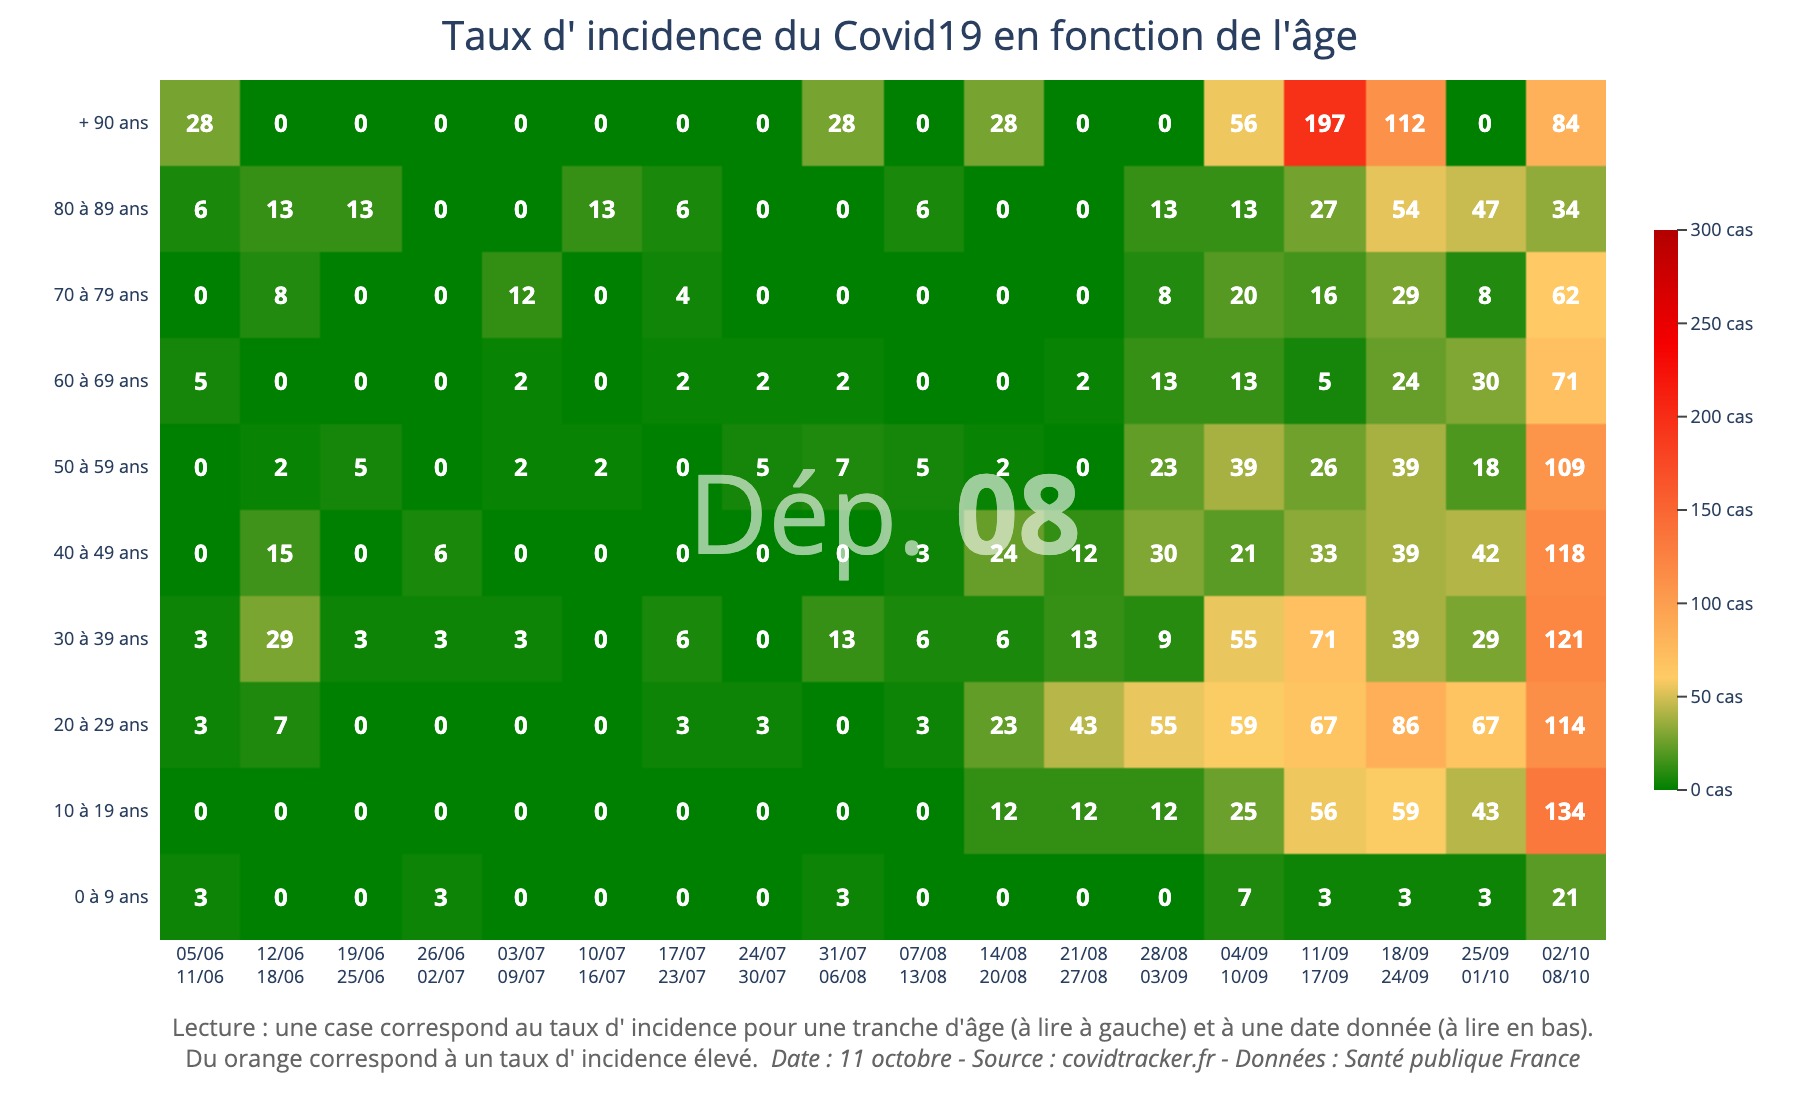 Taux d' incidence du Covid19 en fonction de l'âge
+ 90 ans 28 0 0 0 0 0 0 0 28 0 28 0 0 56 197 112 0 84
80 à 89 ans 6 13 13 0 0 13 6 0 0 6 0 0 13 13 27 54 47 34
70 à 79 ans 0 8 0 0 12 0 4 0 0 0 0 0 8 20 16 29 8 62
60 à 69 ans 5 0 0 0 2 0 2 2 2 0 0 2 13 13 5 24 30 71
50 à 59 ans 0 2 5 0 2 2 0 5 7 5 2 0 23 39 26 39 18 109
Dép. 08
40 à 49 ans 0 15 0 6 0 0 0 0 0 3 24 12 30 21 33 39 42 118
30 à 39 ans 3 29 3 3 3 0 6 0 13 6 6 13 9 55 71 39 29 121
20 à 29 ans 3 7 0 0 0 0 3 3 0 3 23 43 55 59 67 86 67 114
10 à 19 ans 0 0 0 0 0 0 0 0 0 0 12 12 12 25 56 59 43 134
0 à 9 ans 3 0 0 3 0 0 0 0 3 0 0 0 0 7 3 3 3 21
05/06 12/06 19/06 26/06 03/07 10/07 17/07 24/07 31/07 07/08 14/08 21/08 28/08 04/09 11/09 18/09 25/09 02/10
11/06 18/06 25/06 02/07 09/07 16/07 23/07 30/07 06/08 13/08 20/08 27/08 03/09 10/09 17/09 24/09 01/10 08/10
300 cas
250 cas
200 cas
150 cas
100 cas
50 cas
0 cas
Lecture : une case correspond au taux d' incidence pour une tranche d'âge (à lire à gauche) et à une date donnée (à lire en bas).
Du orange correspond à un taux d' incidence élevé. Date : 11 octobre - Source : covidtracker.fr - Données : Santé publique France